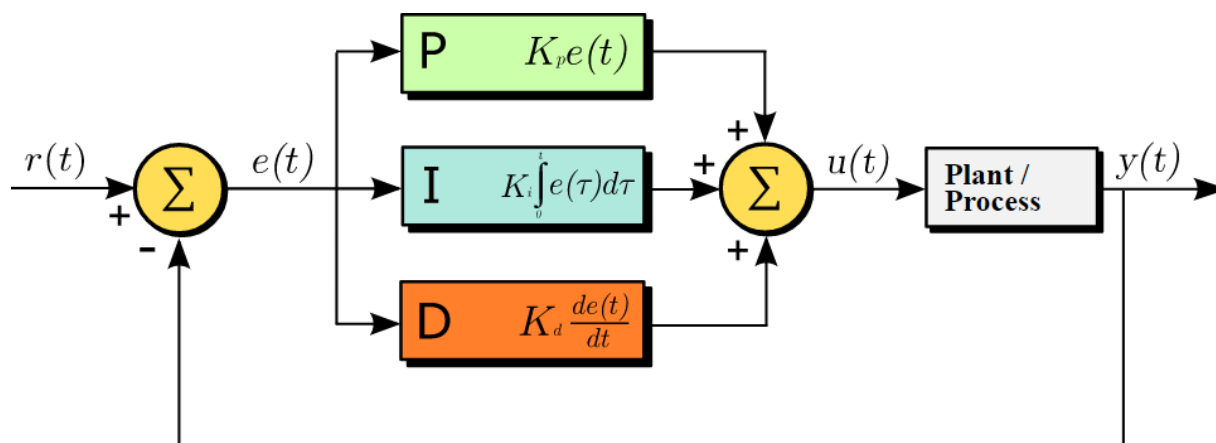 P K_p e(t)
r(t)
+
-
Σ
e(t)
I K_i ∫_0^t e(τ)dτ
D K_d de(t)/dt
+
+
+
Σ
u(t)
Plant /
Process
y(t)